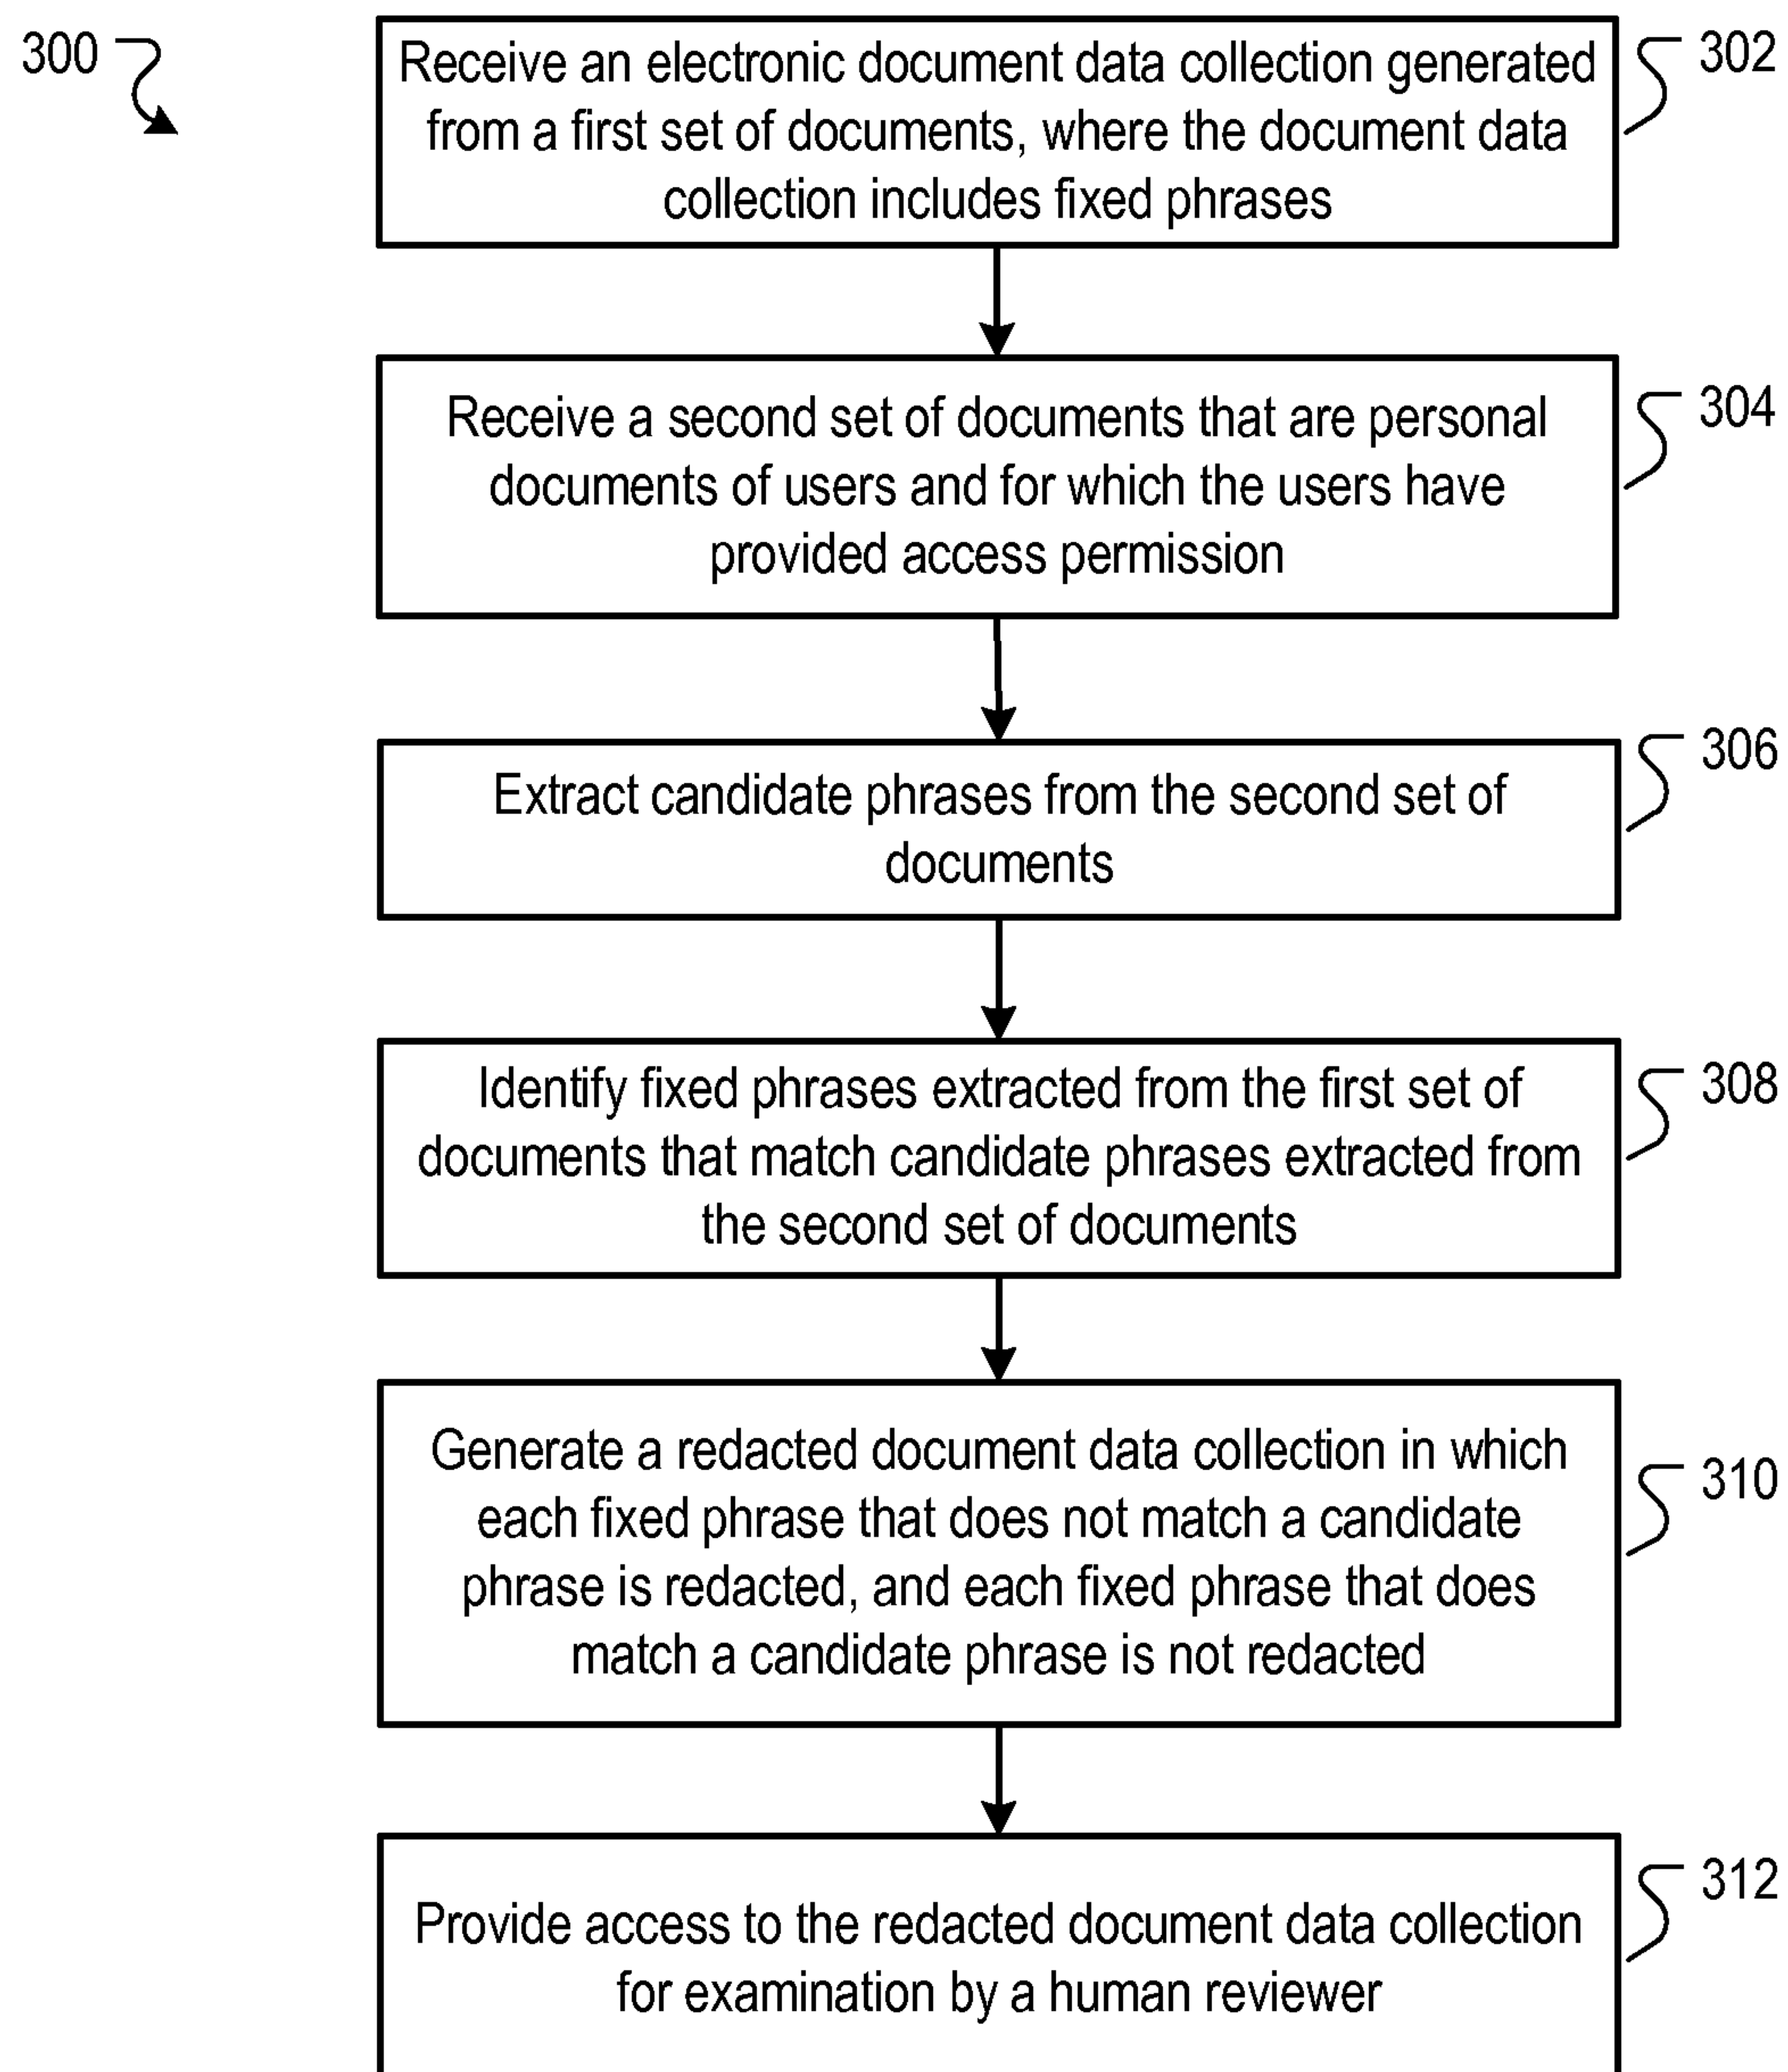 300
Receive an electronic document data collection generated
from a first set of documents, where the document data
collection includes fixed phrases
302
Receive a second set of documents that are personal
documents of users and for which the users have
provided access permission
304
Extract candidate phrases from the second set of
documents
306
Identify fixed phrases extracted from the first set of
documents that match candidate phrases extracted from
the second set of documents
308
Generate a redacted document data collection in which
each fixed phrase that does not match a candidate
phrase is redacted, and each fixed phrase that does
match a candidate phrase is not redacted
310
Provide access to the redacted document data collection
for examination by a human reviewer
312